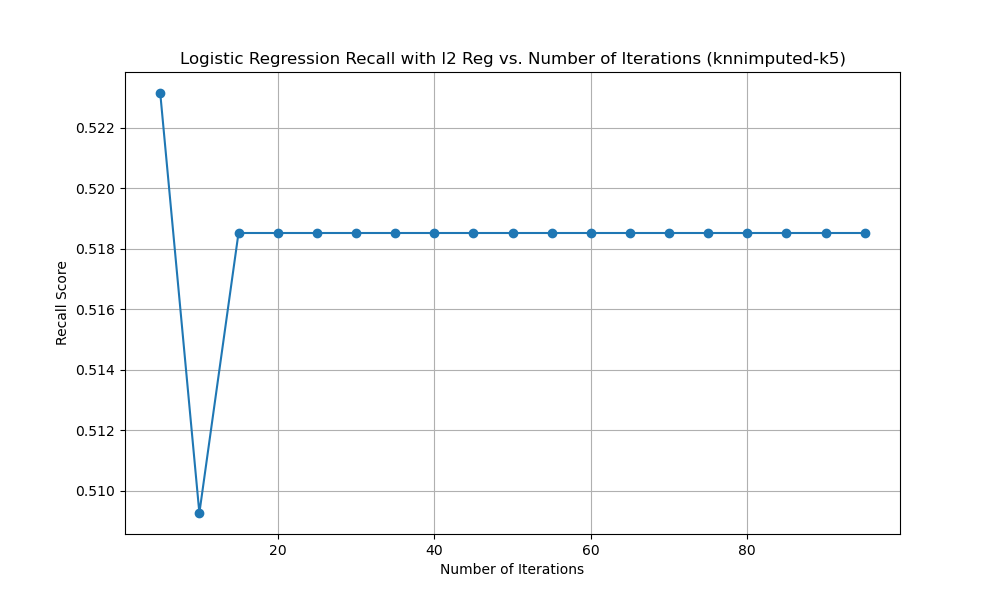 Logistic Regression Recall with l2 Reg vs. Number of Iterations (knnimputed-k5)
0.522
0.520
0.518
0.516
0.514
0.512
0.510
Recall Score
20 40 60 80
Number of Iterations